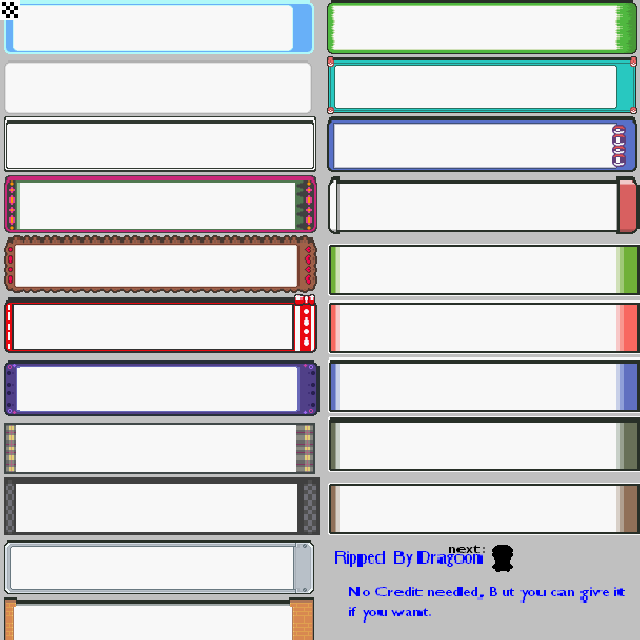 next:
Ripped By Dragoon
No Credit needed, But you can give it
if you want.